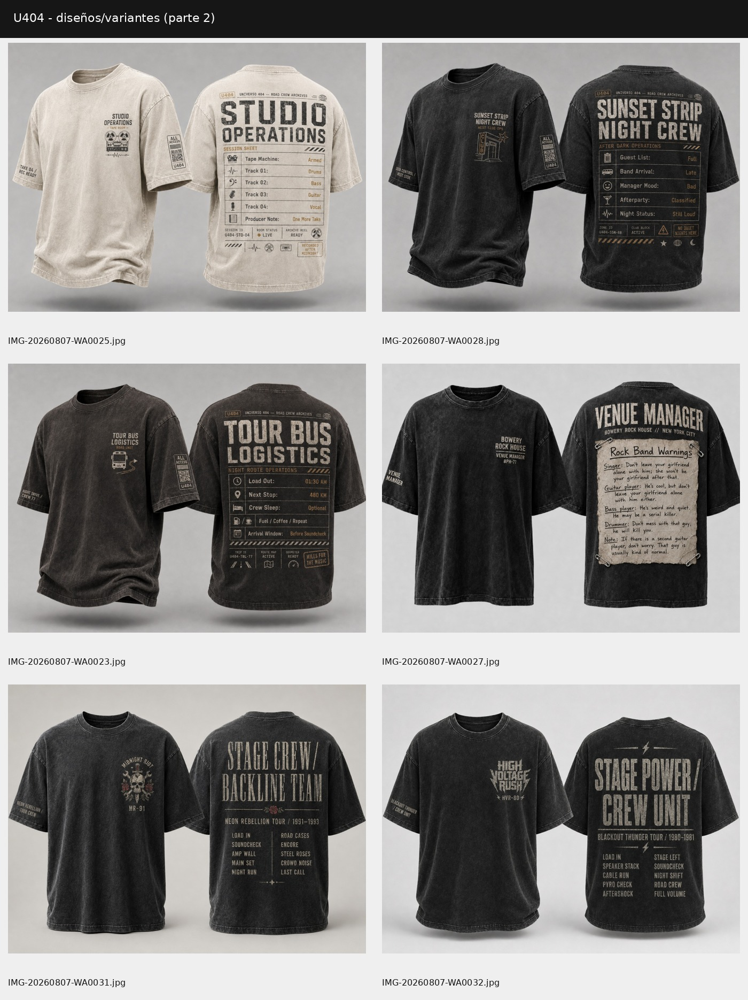 U404 - diseños/variantes (parte 2)
STUDIO
OPERATIONS
TAPE ROOM
ALL
ACCESS
U404
TAKE 04 /
REC READY
U404 UNIVERSO 404 — ROAD CREW ARCHIVES
STUDIO
OPERATIONS
SESSION SHEET
Tape Machine: Armed
Track 01: Drums
Track 02: Bass
Track 03: Guitar
Track 04: Vocal
Producer Note: One More Take
SESSION ID ROOM STATUS ARCHIVE REEL
U404-STO-04 LIVE READY
RECORDED
AFTER
MIDNIGHT
IMG-20260807-WA0025.jpg
SUNSET STRIP
NIGHT CREW
WEST SIDE OPS
CLUB
ALL
ACCESS
U404
DOOR CONTROL /
WEST SIDE
U404 UNIVERSO 404 — ROAD CREW ARCHIVES
SUNSET STRIP
NIGHT CREW
AFTER DARK OPERATIONS
Guest List: Full
Band Arrival: Late
Manager Mood: Bad
Afterparty: Classified
Night Status: Still Loud
ZONE ID CLUB BLOCK
U404-SSN-88 ACTIVE
NO QUIET
NIGHTS HERE
IMG-20260807-WA0028.jpg
TOUR BUS
LOGISTICS
ROAD UNIT
ALL
ACCESS
U404
NIGHT DRIVE /
CREW 77
U404 UNIVERSO 404 — ROAD CREW ARCHIVES
TOUR BUS
LOGISTICS
NIGHT ROUTE OPERATIONS
Load Out: 01:30 AM
Next Stop: 480 KM
Crew Sleep: Optional
/ Fuel / Coffee / Repeat
Arrival Window: Before Soundcheck
TRIP ID ROUTE MAP ODOMETER
U404-TBL-77 ACTIVE READY
MILES FOR
THE MUSIC
IMG-20260807-WA0023.jpg
BOWERY
ROCK HOUSE
VENUE MANAGER
BPH-77
VENUE
MANAGER
VENUE MANAGER
BOWERY ROCK HOUSE // NEW YORK CITY
Rock Band Warnings
Singer: Don't leave your girlfriend
alone with him; she won't be
your girlfriend after that.
Guitar player: He's cool, but don't
leave your girlfriend alone
with him either.
Bass player: He's weird and quiet.
He may be a serial killer.
Drummer: Don't mess with that guy;
he will kill you.
Note: If there is a second guitar
player, don't worry. That guy is
usually kind of normal.
IMG-20260807-WA0027.jpg
MIDNIGHT RIOT
MR-91
NEON REBELLION /
TOUR CREW
STAGE CREW/
BACKLINE TEAM
NEON REBELLION TOUR / 1991–1993
LOAD IN ROAD CASES
SOUNDCHECK ENCORE
AMP WALL STEEL ROSES
MAIN SET CROWD NOISE
NIGHT RUN LAST CALL
IMG-20260807-WA0031.jpg
HIGH
VOLTAGE
RUSH
HVR-80
BLACKOUT THUNDER
/ CREW UNIT
STAGE POWER /
CREW UNIT
BLACKOUT THUNDER TOUR / 1980–1981
LOAD IN STAGE LEFT
SPEAKER STACK SOUNDCHECK
CABLE RUN NIGHT SHIFT
PYRO CHECK ROAD CREW
AFTERSHOCK FULL VOLUME
IMG-20260807-WA0032.jpg